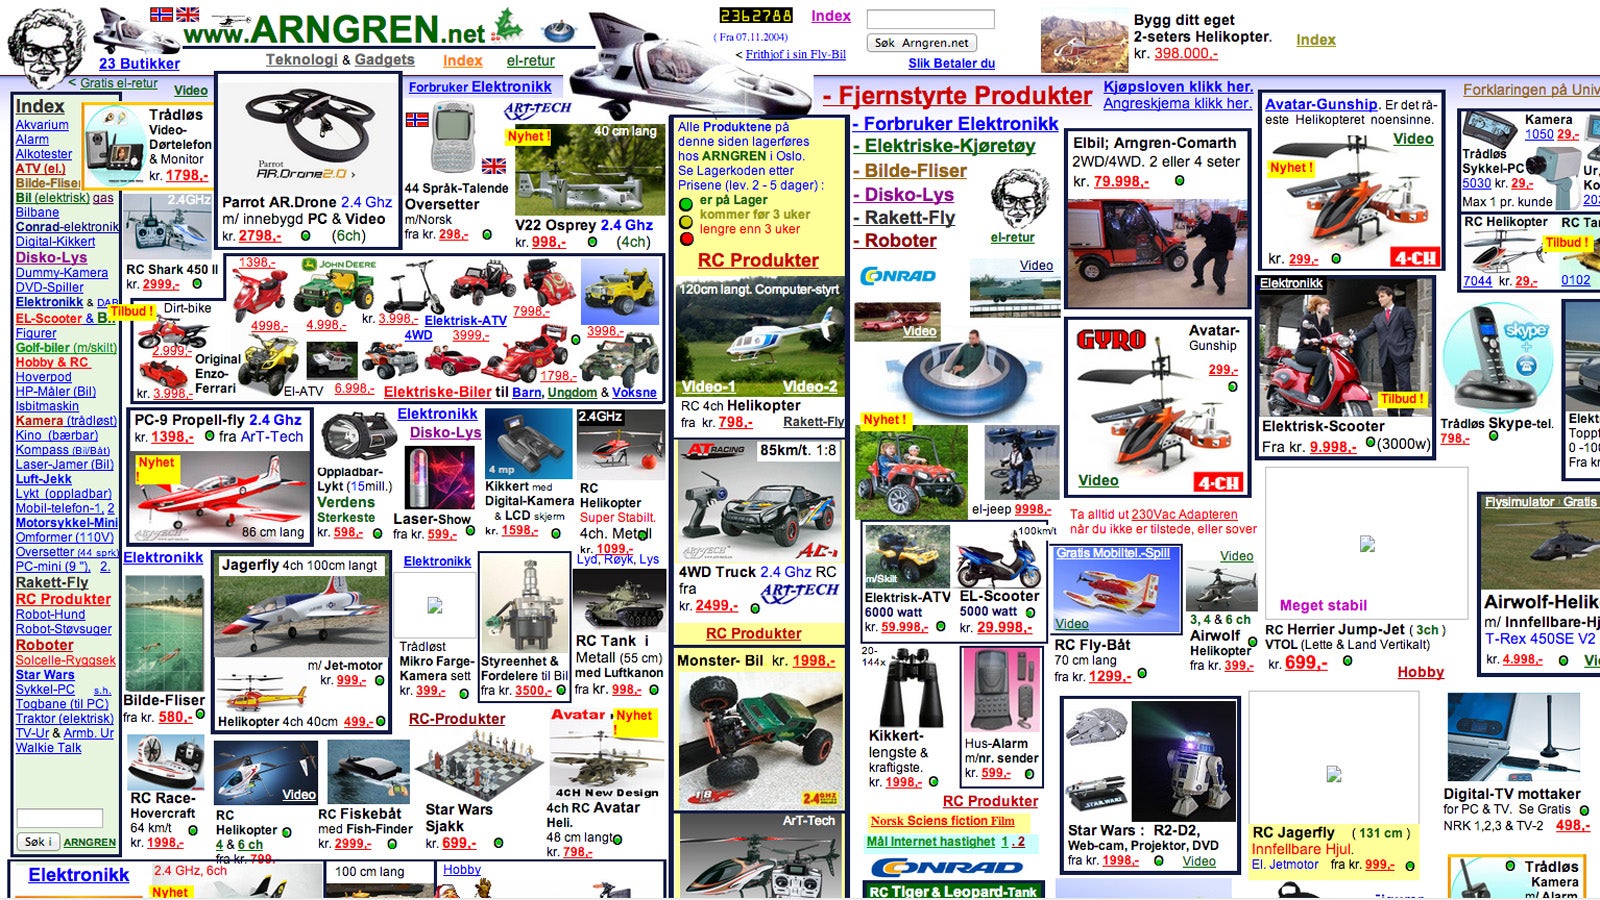 www.ARNGREN.net
23 Butikker
Teknologi & Gadgets
Index
el-retur
2362788
( Fra 07.11.2004)
< Frithjof i sin Fly-Bil
Index
Søk Arngren.net
Slik Betaler du
Bygg ditt eget
2-seters Helikopter.
kr. 398.000,-
Index
< Gratis el-retur
Video
Index
Akvarium
Alarm
Alkotester
ATV (el.)
Bilde-Fliser
Bil (elektrisk) gass
Bilbane
Conrad-elektronik
Digital-Kikkert
Disko-Lys
Dummy-Kamera
DVD-Spiller
Elektronikk & DAB
EL-Scooter &
Figurer
Golf-biler (m/skilt)
Hobby & RC
Hoverpod
HP-Måler (Bil)
Isbitmaskin
Kamera (trådløst)
Kino (bærbar)
Kompass (Bil/Båt)
Laser-Jamer (Bil)
Luft-Jekk
Lykt (oppladbar)
Mobil-telefon-1, 2
Motorsykkel-Mini
Omformer (110V)
Oversetter (44 sprk)
PC-mini (9 "), 2.
Rakett-Fly
RC Produkter
Robot-Hund
Robot-Støvsuger
Roboter
Solcelle-Ryggsek
Star Wars
Sykkel-PC s.h.
Togbane (til PC)
Traktor (elektrisk)
TV-Ur & Armb. Ur
Walkie Talk
Søk i
ARNGREN
Trådløs
Video-
Dørtelefon
& Monitor
kr. 1798,-
2.4GHz
RC Shark 450 II
kr. 2999,-
Parrot
AR.Drone2.0
Parrot AR.Drone 2.4 Ghz
m/ innebygd PC & Video
kr. 2798,- (6ch)
Forbruker Elektronikk
ART-TECH
44 Språk-Talende
Oversetter
m/Norsk
fra kr. 298,-
Nyhet !
40 cm lang
V22 Osprey 2.4 Ghz
kr. 998,- (4ch)
Tilbud !
Dirt-bike
2.999,-
kr. 3.998,-
Original
Enzo-
Ferrari
1398,-
4998,-
JOHN DEERE
4.998,-
kr. 3.998,-
Elektrisk-ATV
4WD
3999,-
7998,-
3998,-
El-ATV
6.998,-
1798,-
Elektriske-Biler til Barn, Ungdom & Voksne
PC-9 Propell-fly 2.4 Ghz
kr. 1398,- fra ArT-Tech
Nyhet !
86 cm lang
Oppladbar-
Lykt (15mill.)
Verdens
Sterkeste
kr. 598,-
Elektronikk
Disko-Lys
Laser-Show
kr. 599,-
4 mp
Kikkert med
Digital-Kamera
& LCD skjerm
kr. 1598,-
2.4GHz
RC
Helikopter
Super Stabilt.
4ch. Metall
kr. 1099,-
Elektronikk
Bilde-Fliser
fra kr. 580,-
Jagerfly 4ch 100cm langt
m/ Jet-motor
kr. 999,-
Helikopter 4ch 40cm 499,-
Elektronikk
Trådløst
Mikro Farge-
Kamera sett
kr. 399,-
Styreenhet &
Fordelere til Bil
fra kr. 3500,-
Lyd, Røyk, Lys
RC Tank i
Metall (55 cm)
med Luftkanon
fra kr. 998,-
RC Race-
Hovercraft
64 km/t
kr. 1998,-
Video
RC
Helikopter
4 & 6 ch
fra kr. 799,-
RC Fiskebåt
med Fish-Finder
kr. 2999,-
RC-Produkter
Star Wars
Sjakk
kr. 699,-
Avatar
Nyhet !
4CH New Design
4ch RC Avatar
Heli.
48 cm langt
kr. 798,-
Elektronikk
2.4 GHz, 6ch
Nyhet
100 cm lang
Hobby
Alle Produktene på
denne siden lagerføres
hos ARNGREN i Oslo.
Se Lagerkoden etter
Prisene (lev. 2 - 5 dager) :
er på Lager
kommer før 3 uker
lengre enn 3 uker
RC Produkter
120cm langt. Computer-styrt
Video-1
Video-2
RC 4ch Helikopter
fra kr. 798,-
Rakett-Fly
AT RACING
85km/t. 1:8
4WD Truck 2.4 Ghz RC
fra
kr. 2499,-
ART-TECH
RC Produkter
Monster- Bil kr. 1998,-
1/8
2.4GHZ
ArT-Tech
- Fjernstyrte Produkter
- Forbruker Elektronikk
- Elektriske-Kjøretøy
- Bilde-Fliser
- Disko-Lys
- Rakett-Fly
- Roboter
el-retur
CONRAD
Video
Video
Nyhet !
el-jeep 9998,-
m/Skilt
Elektrisk-ATV
6000 watt
kr. 59.998,-
100km/t
EL-Scooter
5000 watt
kr. 29.998,-
20-
144x
Kikkert-
lengste &
kraftigste.
kr. 1998,-
Hus-Alarm
m/nr. sender
kr. 599,-
RC Produkter
Norsk Sciens fiction Film
Mål Internet hastighet 1 . 2
CONRAD
RC Tiger & Leopard-Tank
Kjøpsloven klikk her.
Angreskjema klikk her.
Elbil; Arngren-Comarth
2WD/4WD. 2 eller 4 seter
kr. 79.998,-
GYRO
Avatar-
Gunship
299,-
Video
4-CH
Ta alltid ut 230Vac Adapteren
når du ikke er tilstede, eller sover
Gratis Mobiltel.-Spill
Video
RC Fly-Båt
70 cm lang
fra kr. 1299,-
Video
3, 4 & 6 ch
Airwolf
Helikopter
fra kr. 399,-
STAR WARS
Star Wars : R2-D2,
Web-cam, Projektor, DVD
fra kr. 1998,-
Video
Avatar-Gunship. Er det rå-
este Helikopteret noensinne.
Video
Nyhet !
kr. 299,-
4-CH
Elektronikk
Tilbud !
Elektrisk-Scooter
Fra kr. 9.998,- (3000w)
Meget stabil
RC Herrier Jump-Jet ( 3ch )
VTOL (Lette & Land Vertikalt)
kr. 699,-
Hobby
RC Jagerfly ( 131 cm )
Innfellbare Hjul.
El. Jetmotor fra kr. 999,-
Forklaringen på Univ
Kamera
1050 29,-
Trådløs
Sykkel-PC
5030 kr. 29,-
Max 1 pr. kunde
Ur,
Ko
203
RC Helikopter
7044 kr. 29,-
RC Tan
Tilbud !
0102
skype
Trådløs Skype-tel.
798,-
Elekt
Toppf
0 -100
Fra kr
Flysimulator Gratis
Airwolf-Helik
m/ Innfellbare-Hj
T-Rex 450SE V2
kr. 4.998,-
Digital-TV mottaker
for PC & TV. Se Gratis
NRK 1,2,3 & TV-2 498,-
Trådløs
Kamera
m/ Alarm